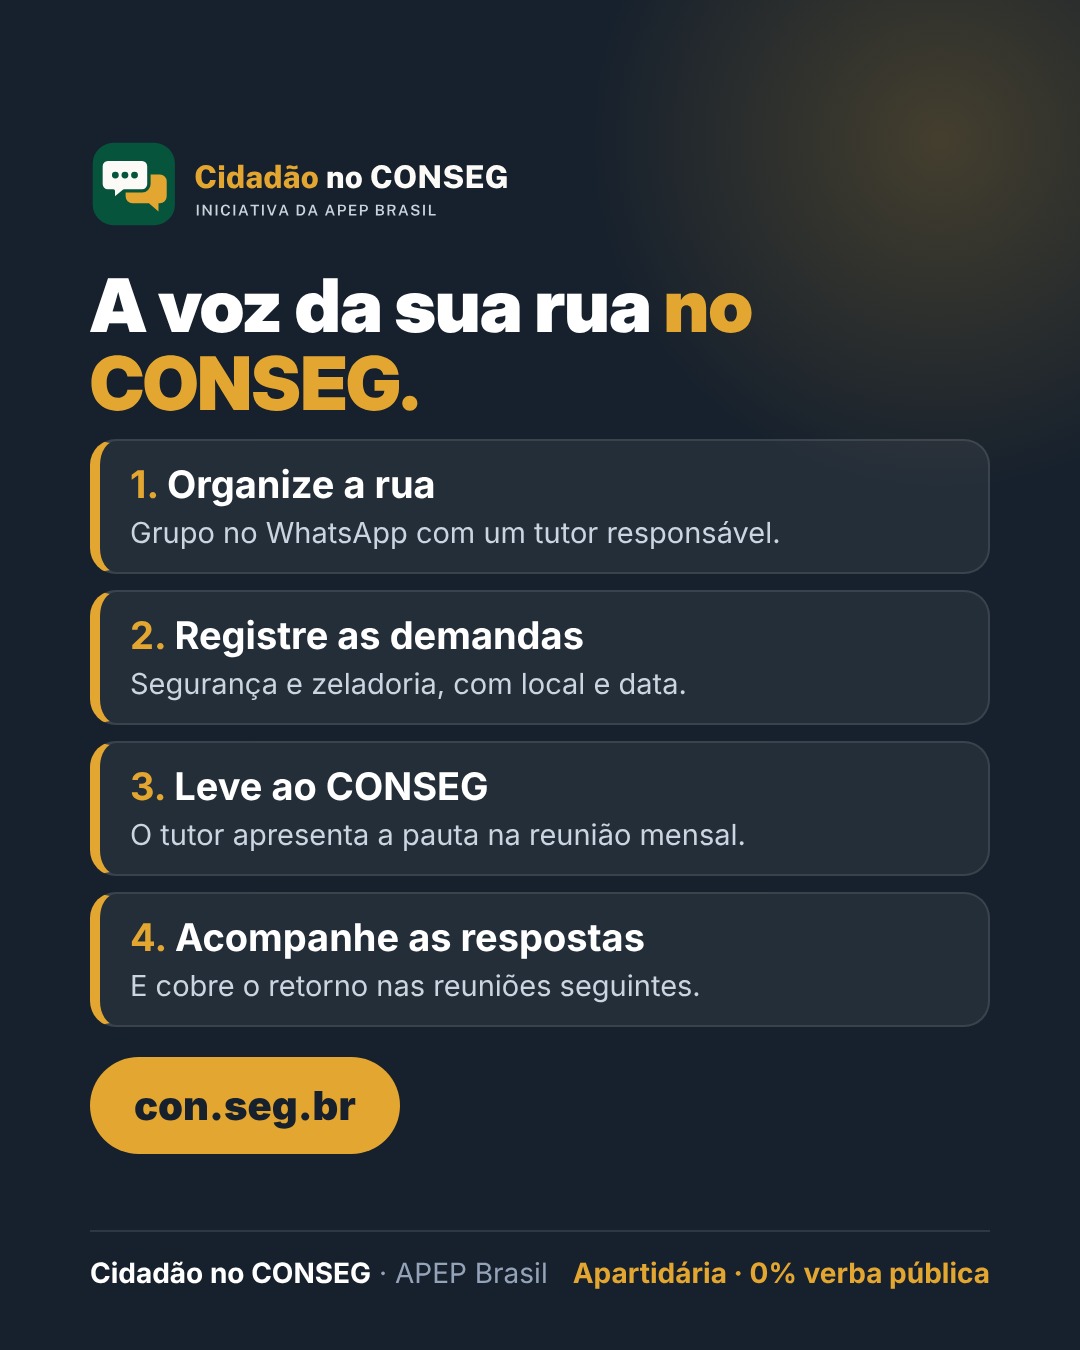 Cidadão no CONSEG
INICIATIVA DA APEP BRASIL
A voz da sua rua no
CONSEG.
1. Organize a rua
Grupo no WhatsApp com um tutor responsável.
2. Registre as demandas
Segurança e zeladoria, com local e data.
3. Leve ao CONSEG
O tutor apresenta a pauta na reunião mensal.
4. Acompanhe as respostas
E cobre o retorno nas reuniões seguintes.
con.seg.br
Cidadão no CONSEG · APEP Brasil Apartidária · 0% verba pública